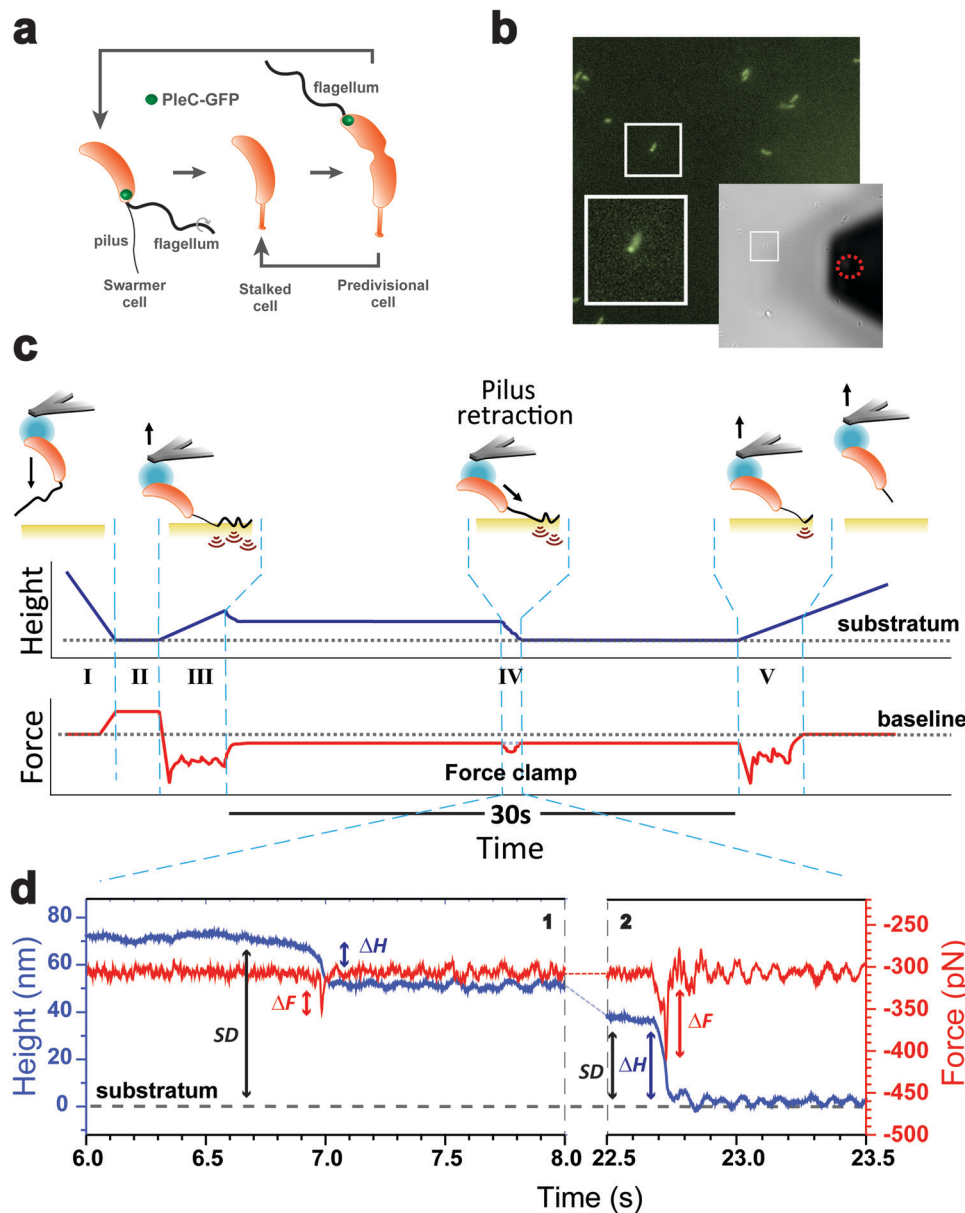 a
flagellum
PleC-GFP
pilus
flagellum
Swarmer
cell
Stalked
cell
Predivisional
cell
b
c
Pilus
retraction
Height
substratum
I
II
III
IV
V
Force
baseline
Force clamp
30s
Time
d
Height (nm)
80
60
40
20
0
1
2
ΔH
ΔF
SD
substratum
SD
ΔH
ΔF
-250
-300
-350
-400
-450
-500
Force (pN)
6.0
6.5
7.0
7.5
8.0
22.5
23.0
23.5
Time (s)